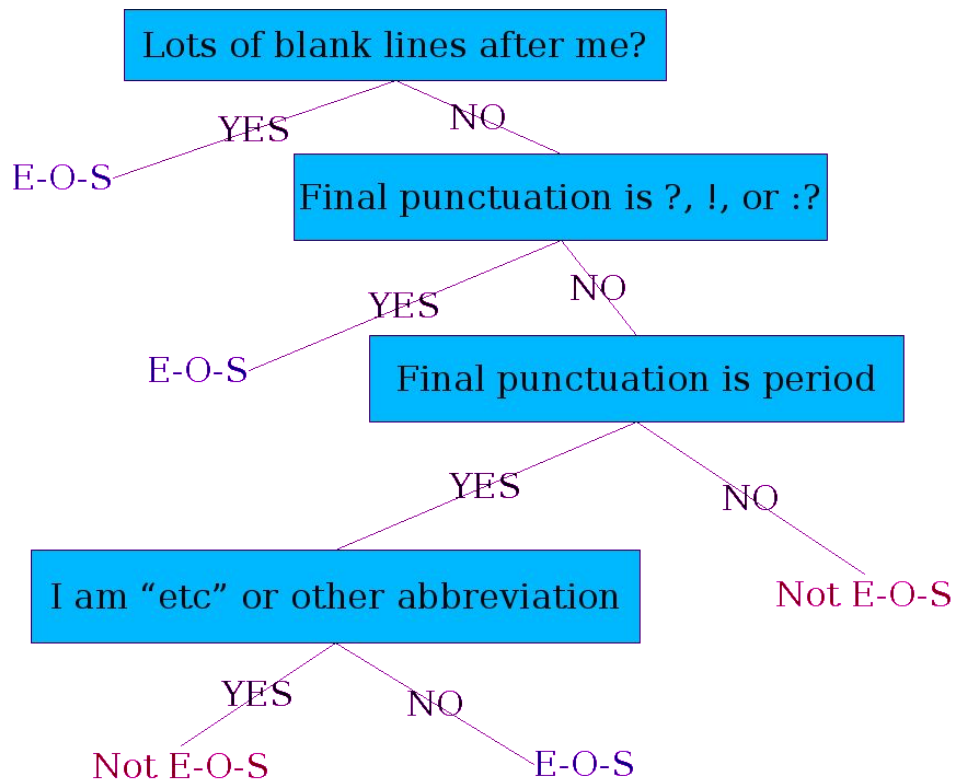 Lots of blank lines after me?
YES
NO
E-O-S
Final punctuation is ?, !, or :?
YES
NO
E-O-S
Final punctuation is period
YES
NO
I am “etc” or other abbreviation
Not E-O-S
YES
NO
Not E-O-S
E-O-S